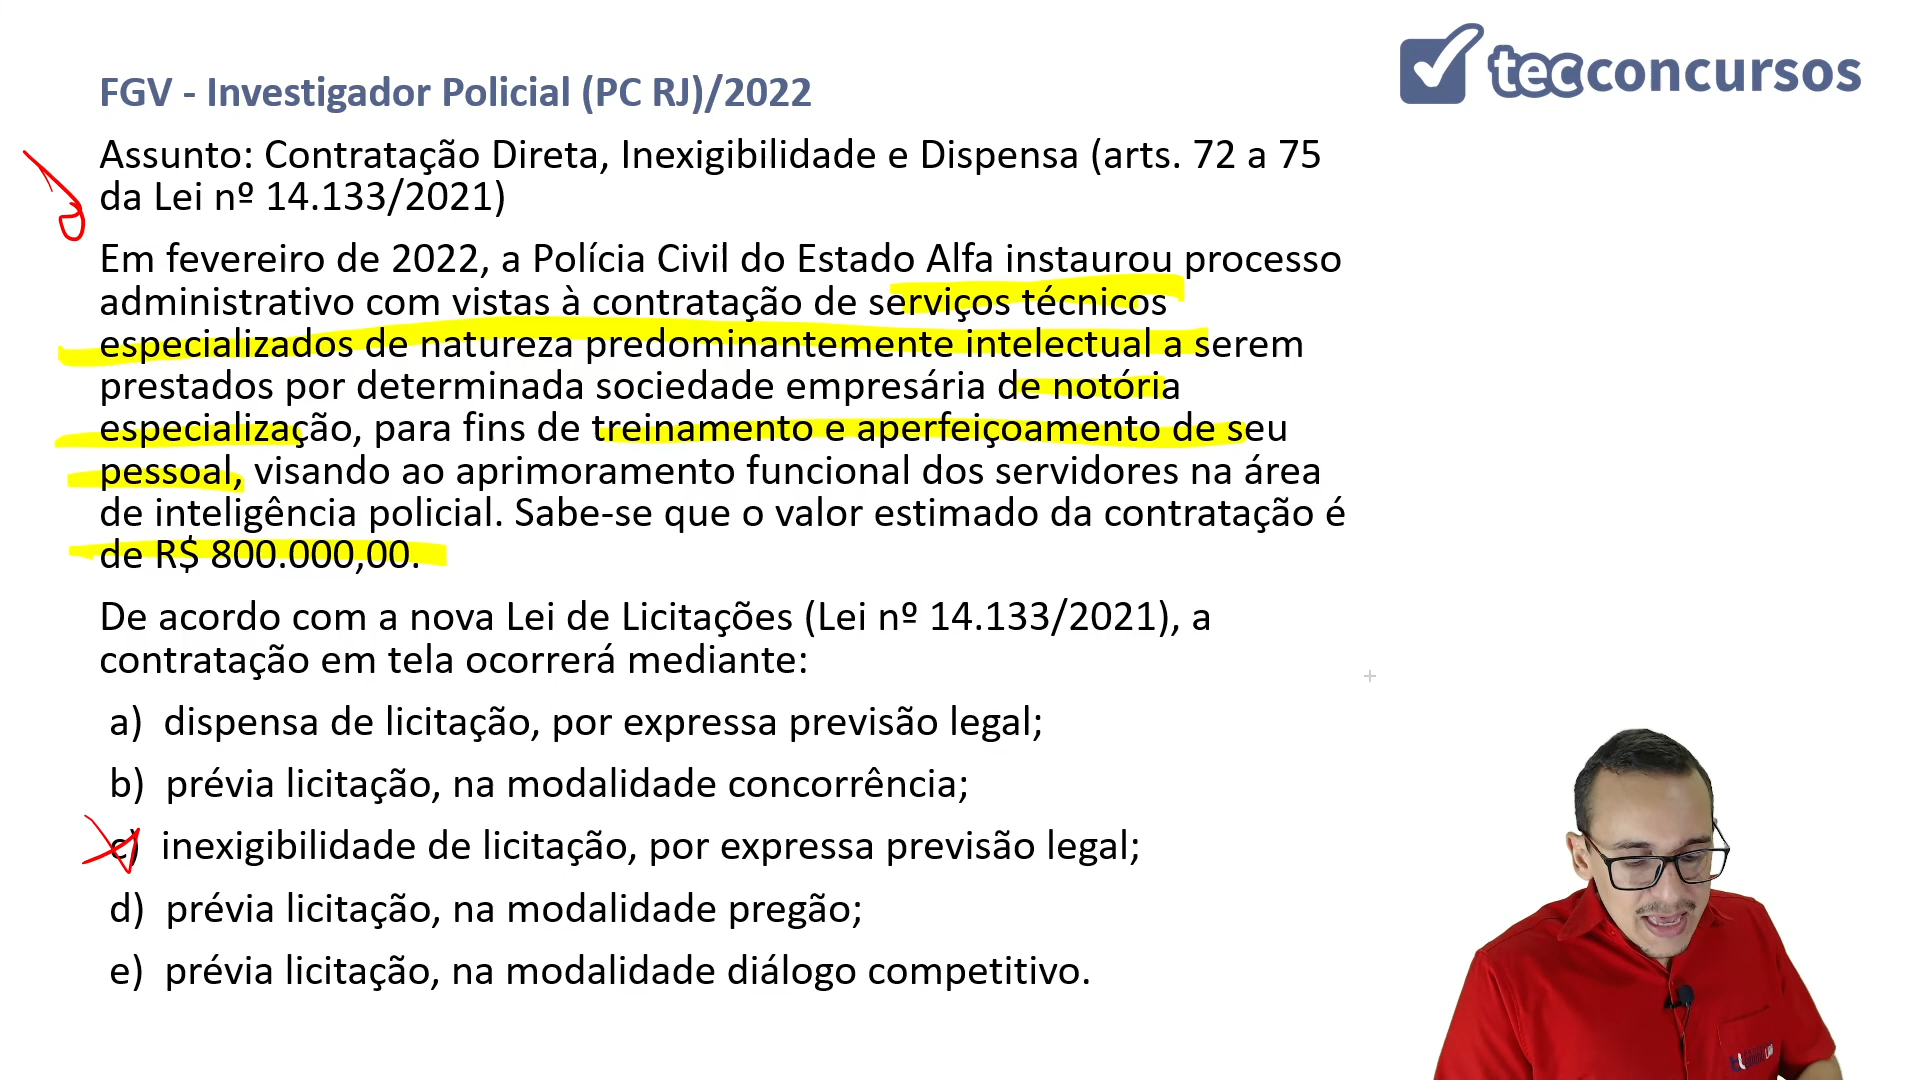 tecconcursos
FGV - Investigador Policial (PC RJ)/2022
Assunto: Contratação Direta, Inexigibilidade e Dispensa (arts. 72 a 75
da Lei nº 14.133/2021)
Em fevereiro de 2022, a Polícia Civil do Estado Alfa instaurou processo
administrativo com vistas à contratação de serviços técnicos
especializados de natureza predominantemente intelectual a serem
prestados por determinada sociedade empresária de notória
especialização, para fins de treinamento e aperfeiçoamento de seu
pessoal, visando ao aprimoramento funcional dos servidores na área
de inteligência policial. Sabe-se que o valor estimado da contratação é
de R$ 800.000,00.
De acordo com a nova Lei de Licitações (Lei nº 14.133/2021), a
contratação em tela ocorrerá mediante:
a) dispensa de licitação, por expressa previsão legal;
b) prévia licitação, na modalidade concorrência;
c) inexigibilidade de licitação, por expressa previsão legal;
d) prévia licitação, na modalidade pregão;
e) prévia licitação, na modalidade diálogo competitivo.